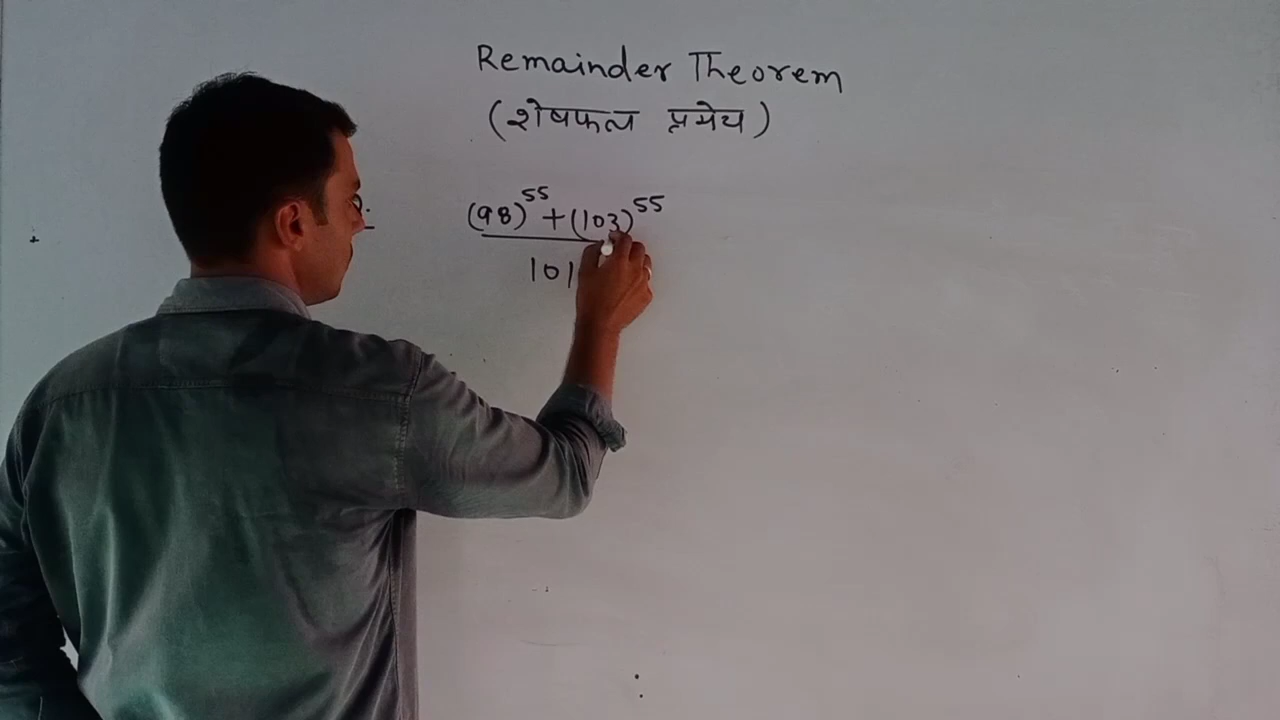 Remainder Theorem
(शेषफल प्रमेय)
(98)^55 + (103)^55
101